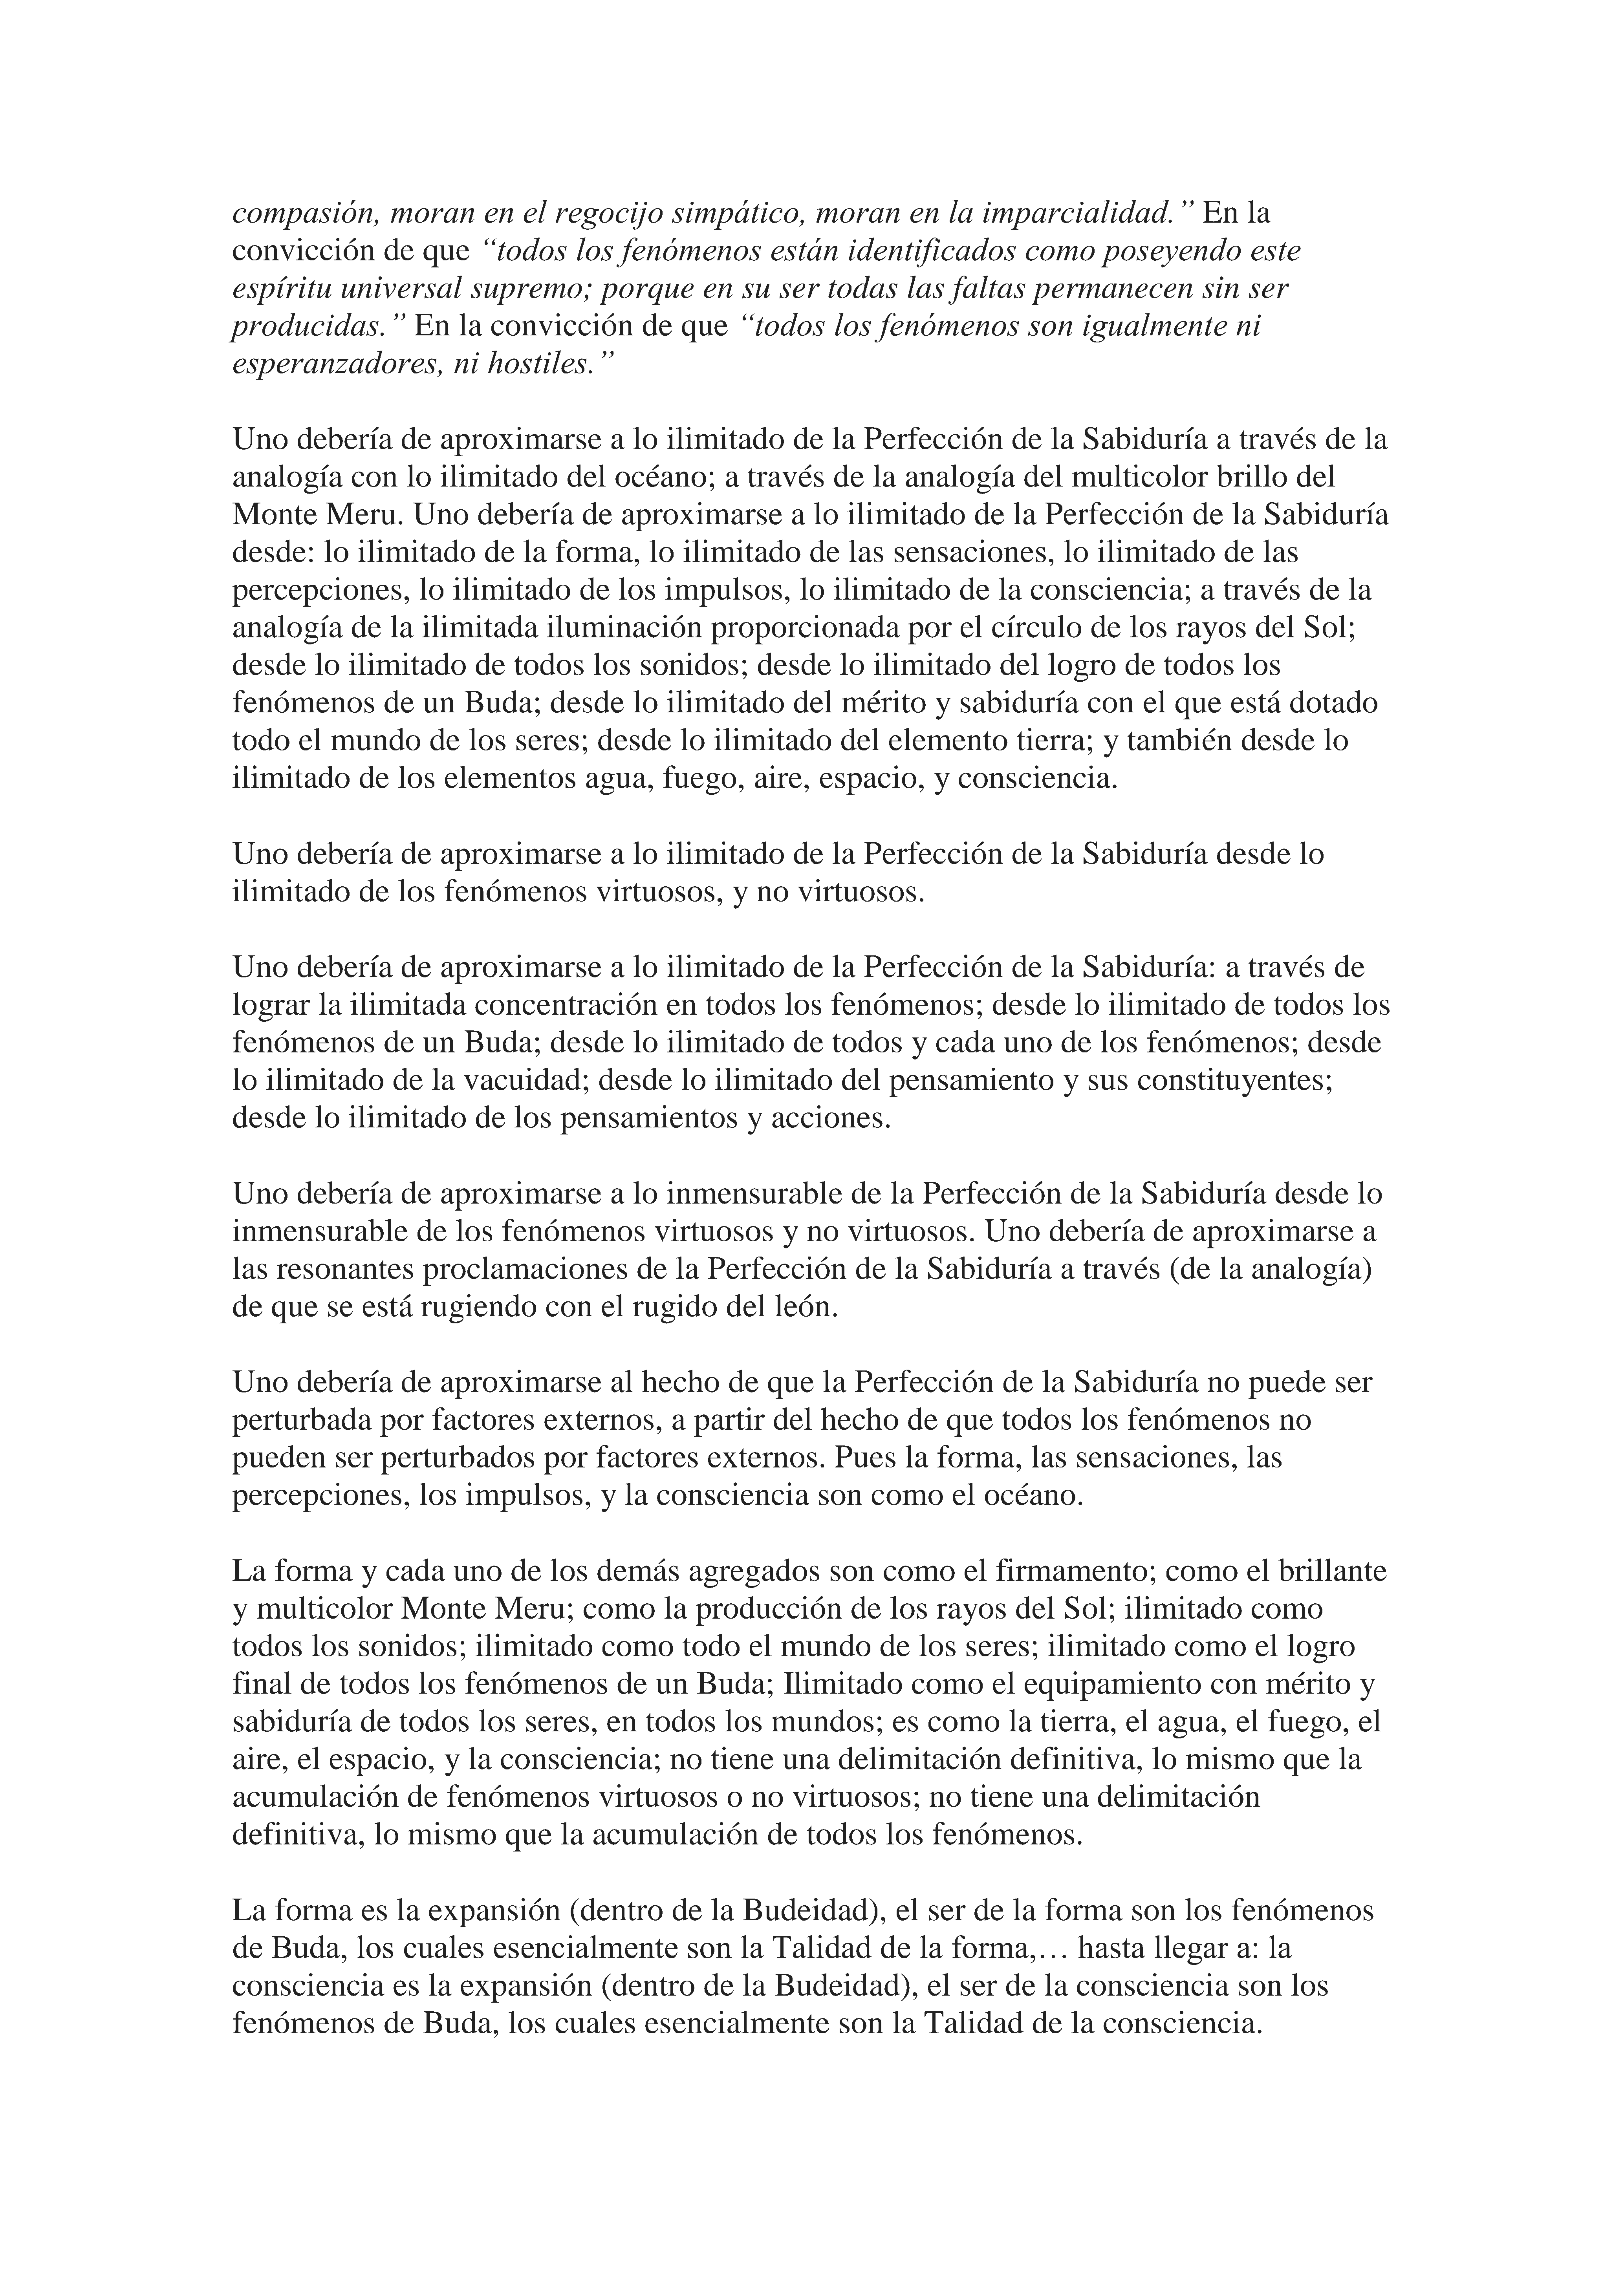 compasión, moran en el regocijo simpático, moran en la imparcialidad.” En la
convicción de que “todos los fenómenos están identificados como poseyendo este
espíritu universal supremo; porque en su ser todas las faltas permanecen sin ser
producidas.” En la convicción de que “todos los fenómenos son igualmente ni
esperanzadores, ni hostiles.”

Uno debería de aproximarse a lo ilimitado de la Perfección de la Sabiduría a través de la
analogía con lo ilimitado del océano; a través de la analogía del multicolor brillo del
Monte Meru. Uno debería de aproximarse a lo ilimitado de la Perfección de la Sabiduría
desde: lo ilimitado de la forma, lo ilimitado de las sensaciones, lo ilimitado de las
percepciones, lo ilimitado de los impulsos, lo ilimitado de la consciencia; a través de la
analogía de la ilimitada iluminación proporcionada por el círculo de los rayos del Sol;
desde lo ilimitado de todos los sonidos; desde lo ilimitado del logro de todos los
fenómenos de un Buda; desde lo ilimitado del mérito y sabiduría con el que está dotado
todo el mundo de los seres; desde lo ilimitado del elemento tierra; y también desde lo
ilimitado de los elementos agua, fuego, aire, espacio, y consciencia.

Uno debería de aproximarse a lo ilimitado de la Perfección de la Sabiduría desde lo
ilimitado de los fenómenos virtuosos, y no virtuosos.

Uno debería de aproximarse a lo ilimitado de la Perfección de la Sabiduría: a través de
lograr la ilimitada concentración en todos los fenómenos; desde lo ilimitado de todos los
fenómenos de un Buda; desde lo ilimitado de todos y cada uno de los fenómenos; desde
lo ilimitado de la vacuidad; desde lo ilimitado del pensamiento y sus constituyentes;
desde lo ilimitado de los pensamientos y acciones.

Uno debería de aproximarse a lo inmensurable de la Perfección de la Sabiduría desde lo
inmensurable de los fenómenos virtuosos y no virtuosos. Uno debería de aproximarse a
las resonantes proclamaciones de la Perfección de la Sabiduría a través (de la analogía)
de que se está rugiendo con el rugido del león.

Uno debería de aproximarse al hecho de que la Perfección de la Sabiduría no puede ser
perturbada por factores externos, a partir del hecho de que todos los fenómenos no
pueden ser perturbados por factores externos. Pues la forma, las sensaciones, las
percepciones, los impulsos, y la consciencia son como el océano.

La forma y cada uno de los demás agregados son como el firmamento; como el brillante
y multicolor Monte Meru; como la producción de los rayos del Sol; ilimitado como
todos los sonidos; ilimitado como todo el mundo de los seres; ilimitado como el logro
final de todos los fenómenos de un Buda; Ilimitado como el equipamiento con mérito y
sabiduría de todos los seres, en todos los mundos; es como la tierra, el agua, el fuego, el
aire, el espacio, y la consciencia; no tiene una delimitación definitiva, lo mismo que la
acumulación de fenómenos virtuosos o no virtuosos; no tiene una delimitación
definitiva, lo mismo que la acumulación de todos los fenómenos.

La forma es la expansión (dentro de la Budeidad), el ser de la forma son los fenómenos
de Buda, los cuales esencialmente son la Talidad de la forma,… hasta llegar a: la
consciencia es la expansión (dentro de la Budeidad), el ser de la consciencia son los
fenómenos de Buda, los cuales esencialmente son la Talidad de la consciencia.